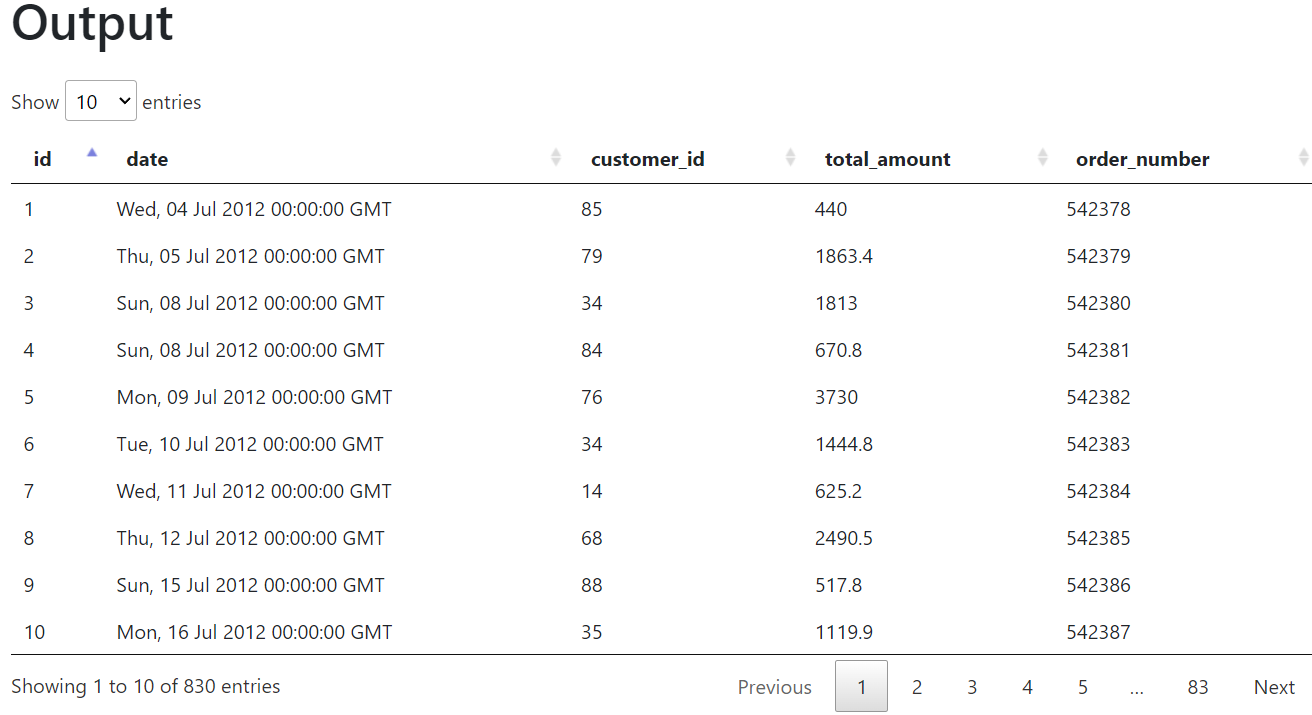 Output
Show 10 entries
id date customer_id total_amount order_number
1 Wed, 04 Jul 2012 00:00:00 GMT 85 440 542378
2 Thu, 05 Jul 2012 00:00:00 GMT 79 1863.4 542379
3 Sun, 08 Jul 2012 00:00:00 GMT 34 1813 542380
4 Sun, 08 Jul 2012 00:00:00 GMT 84 670.8 542381
5 Mon, 09 Jul 2012 00:00:00 GMT 76 3730 542382
6 Tue, 10 Jul 2012 00:00:00 GMT 34 1444.8 542383
7 Wed, 11 Jul 2012 00:00:00 GMT 14 625.2 542384
8 Thu, 12 Jul 2012 00:00:00 GMT 68 2490.5 542385
9 Sun, 15 Jul 2012 00:00:00 GMT 88 517.8 542386
10 Mon, 16 Jul 2012 00:00:00 GMT 35 1119.9 542387
Showing 1 to 10 of 830 entries Previous 1 2 3 4 5 ... 83 Next